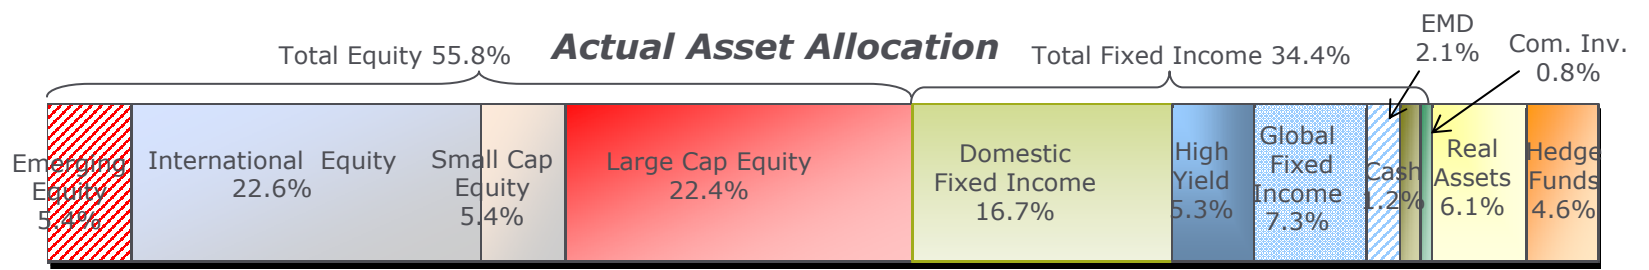 Actual Asset Allocation
Total Equity 55.8%
Total Fixed Income 34.4%
EMD
2.1%
Com. Inv.
0.8%
Emerging
Equity
5.4%
International Equity
22.6%
Small Cap
Equity
5.4%
Large Cap Equity
22.4%
Domestic
Fixed Income
16.7%
High
Yield
5.3%
Global
Fixed
Income
7.3%
Cash
1.2%
Real
Assets
6.1%
Hedge
Funds
4.6%